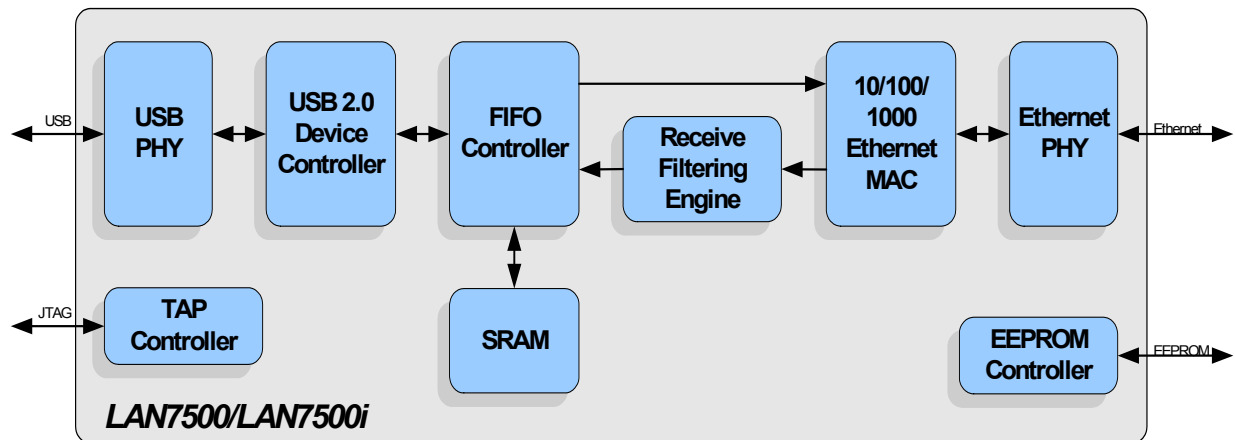 USB
USB
PHY
USB 2.0
Device
Controller
FIFO
Controller
Receive
Filtering
Engine
10/100/
1000
Ethernet
MAC
Ethernet
PHY
Ethernet
JTAG
TAP
Controller
SRAM
EEPROM
Controller
EEPROM
LAN7500/LAN7500i